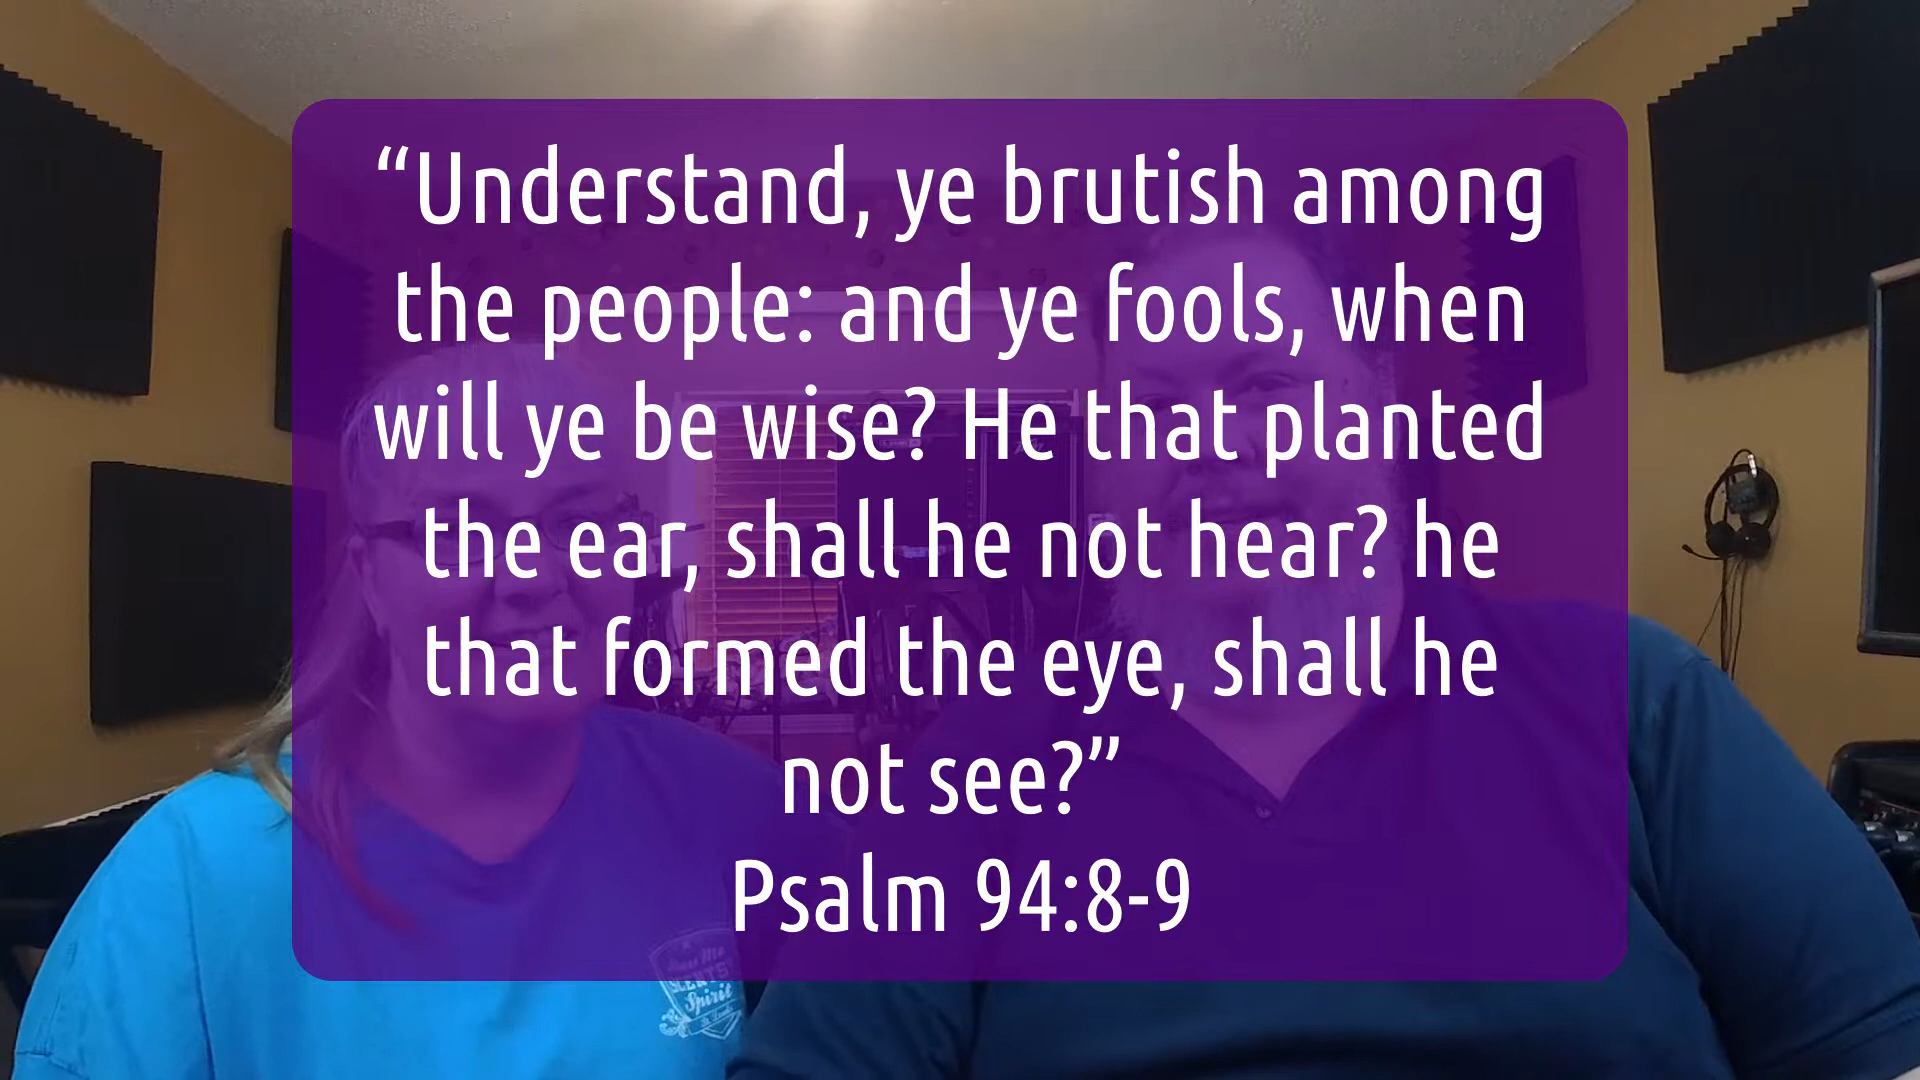 “Understand, ye brutish among
the people: and ye fools, when
will ye be wise? He that planted
the ear, shall he not hear? he
that formed the eye, shall he
not see?”
Psalm 94:8-9
Spirit